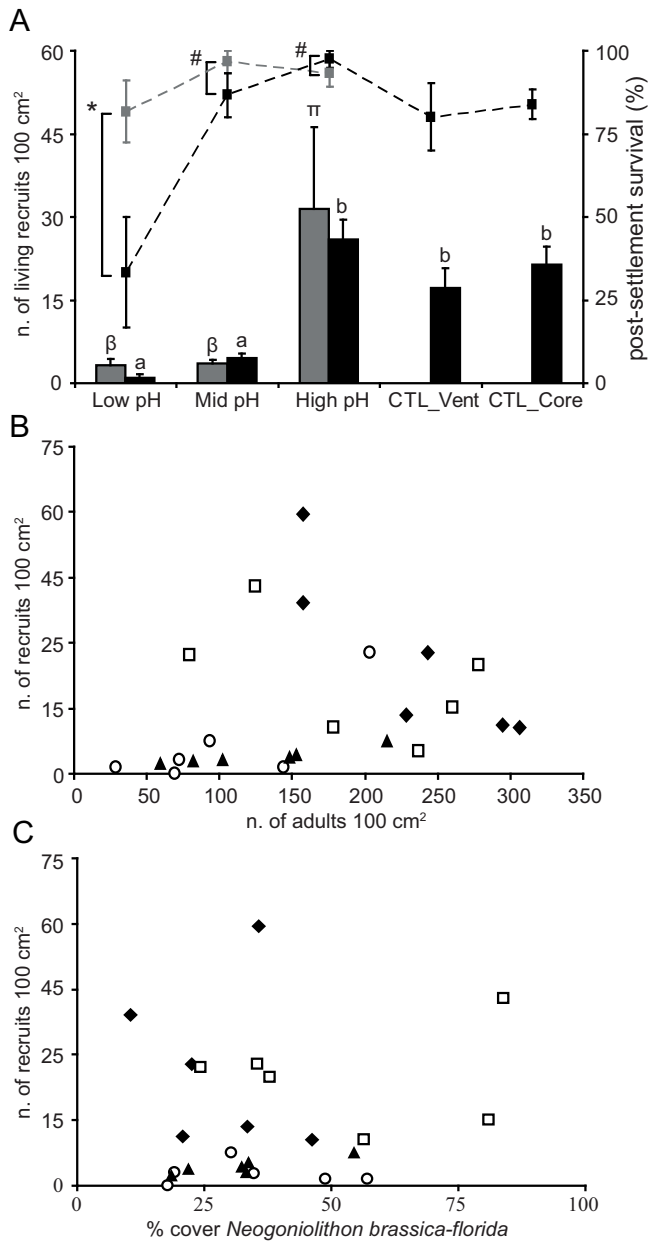 A
60
45
30
15
0
n. of living recruits 100 cm²
100
75
50
25
0
post-settlement survival (%)
*
#
#
π
β
a
β
a
b
b
b
Low pH
Mid pH
High pH
CTL_Vent
CTL_Core
B
75
60
45
25
15
0
n. of recruits 100 cm²
0
50
100
150
200
250
300
350
n. of adults 100 cm²
C
75
60
45
25
15
0
n. of recruits 100 cm²
0
25
50
75
100
% cover Neogoniolithon brassica-florida